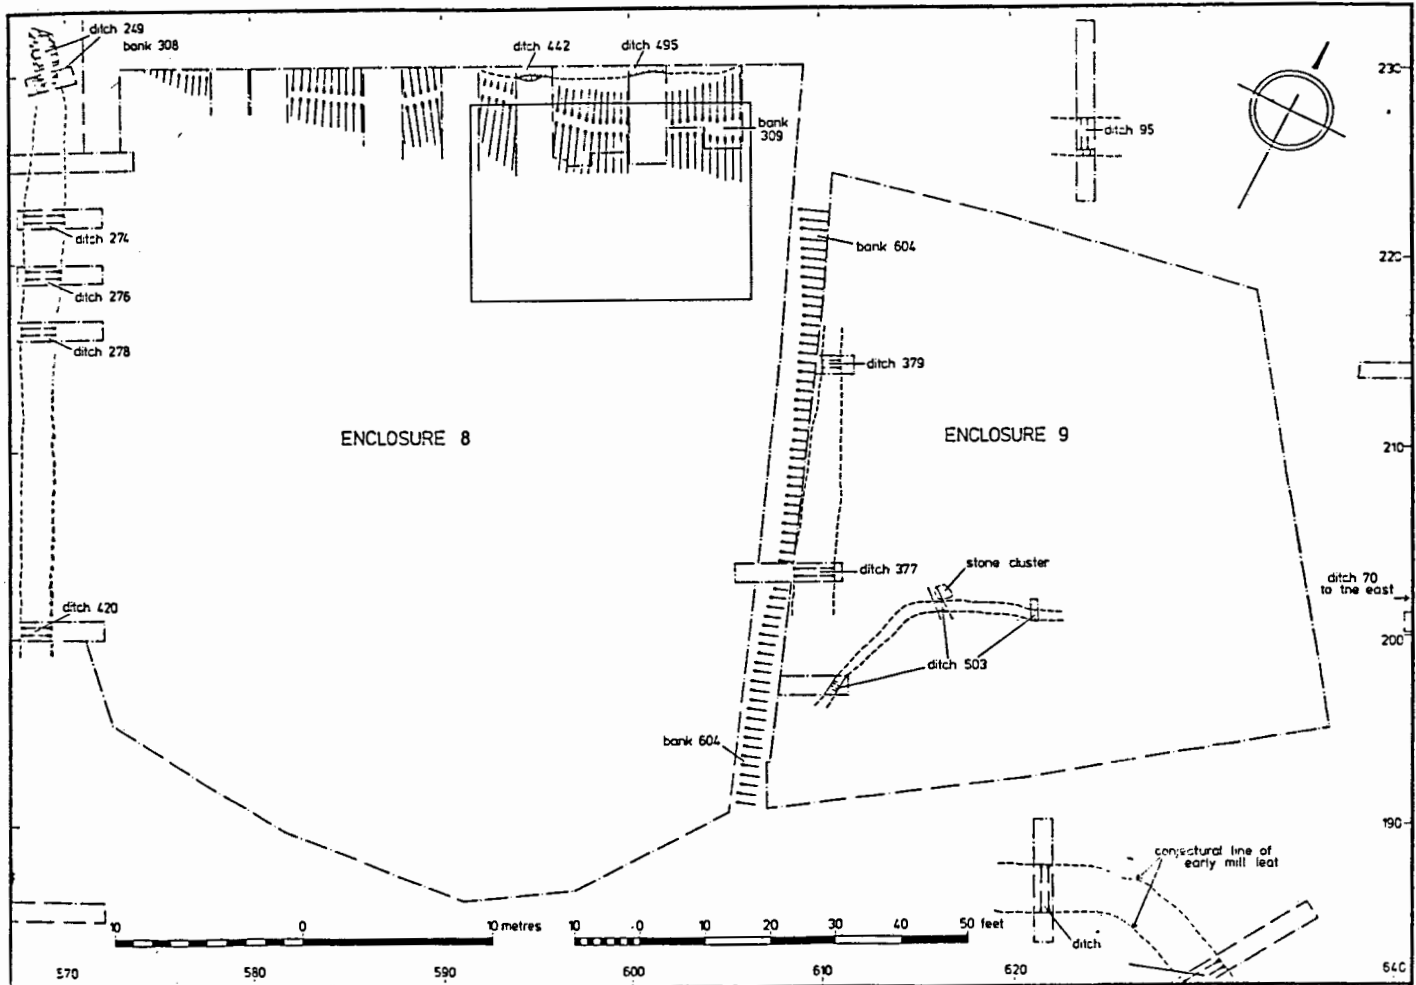 ditch 249
bank 308
ditch 442
ditch 495
230
bank
309
ditch 95
ditch 274
bank 604
220
ditch 276
ditch 278
ditch 379
ENCLOSURE 8
ENCLOSURE 9
210
stone cluster
ditch 377
ditch 70
to the east
ditch 420
200
ditch 503
bank 604
190
conjectural line of
early mill leat
10 0 10 metres
10 0 10 20 30 40 50 feet
ditch
570 580 590 600 610 620 640